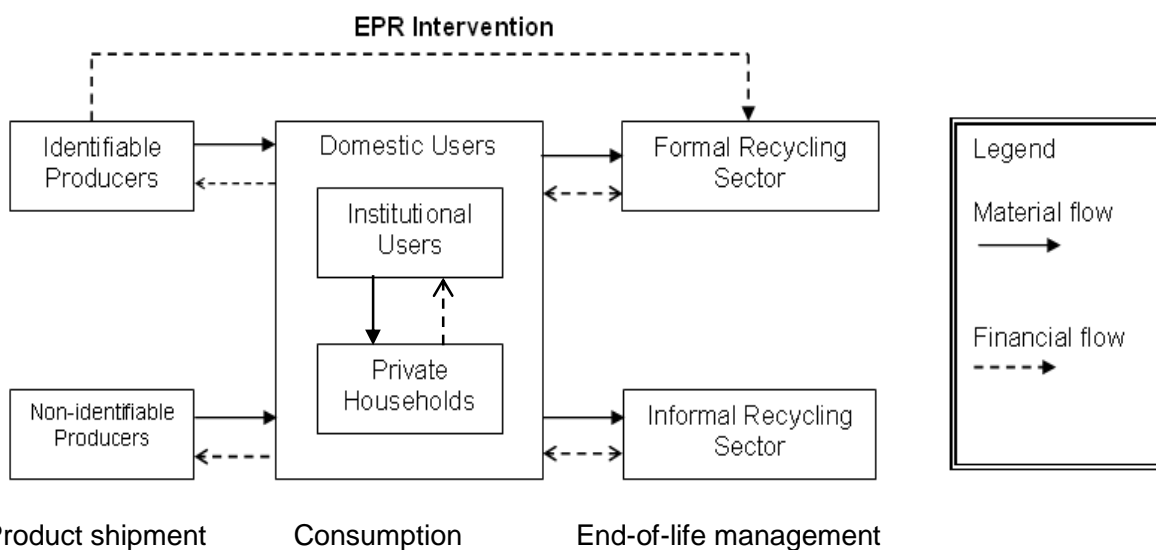 EPR Intervention
Identifiable
Producers
Domestic Users
Formal Recycling
Sector
Legend
Material flow
Institutional
Users
Financial flow
Private
Households
Non-identifiable
Producers
Informal Recycling
Sector
Product shipment
Consumption
End-of-life management